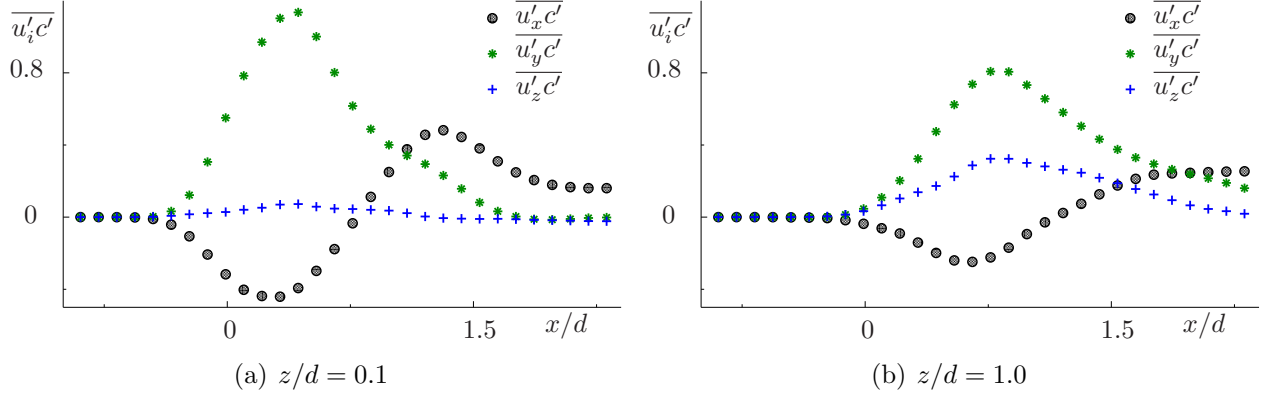 $\overline{u_i'c'}$
0.8
0
0
1.5
$x/d$
$\overline{u_x'c'}$
$\overline{u_y'c'}$
$\overline{u_z'c'}$
(a) $z/d = 0.1$
$\overline{u_i'c'}$
0.8
0
0
1.5
$x/d$
$\overline{u_x'c'}$
$\overline{u_y'c'}$
$\overline{u_z'c'}$
(b) $z/d = 1.0$